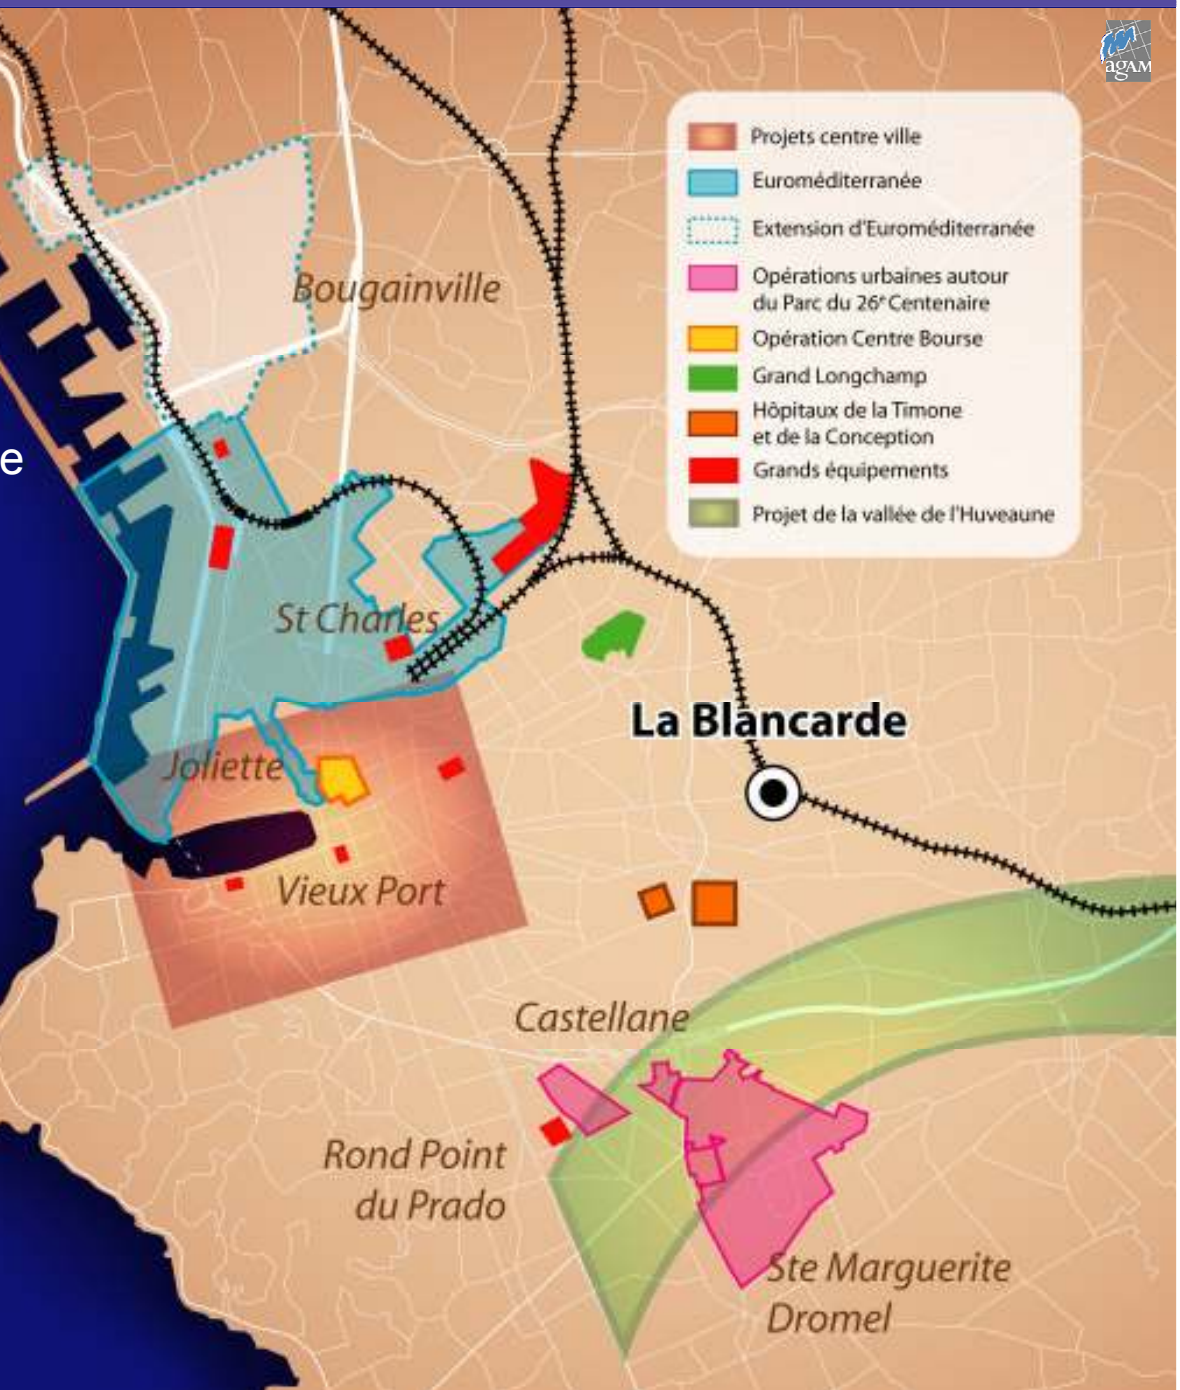 agAM
Projets centre ville
Euroméditerranée
Extension d'Euroméditerranée
Opérations urbaines autour
du Parc du 26e Centenaire
Opération Centre Bourse
Grand Longchamp
Hôpitaux de la Timone
et de la Conception
Grands équipements
Projet de la vallée de l'Huveaune
Bougainville
e
St Charles
La Blancarde
Joliette
Vieux Port
Castellane
Rond Point
du Prado
Ste Marguerite
Dromel